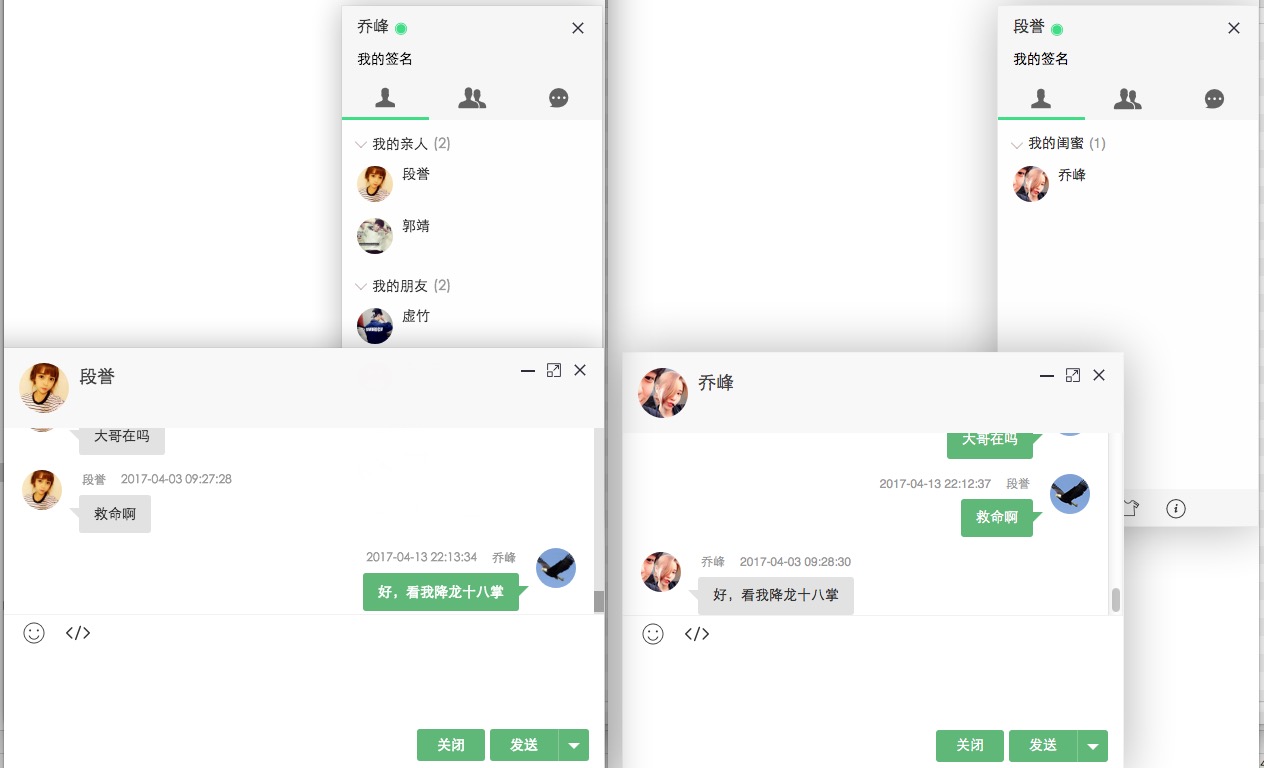 乔峰
我的签名
我的亲人 (2)
段誉
郭靖
我的朋友 (2)
虚竹
段誉
大哥在吗
段誉 2017-04-03 09:27:28
救命啊
2017-04-13 22:13:34 乔峰
好，看我降龙十八掌
关闭 发送
段誉
我的签名
我的闺蜜 (1)
乔峰
乔峰
大哥在吗
2017-04-13 22:12:37 段誉
救命啊
乔峰 2017-04-03 09:28:30
好，看我降龙十八掌
关闭 发送